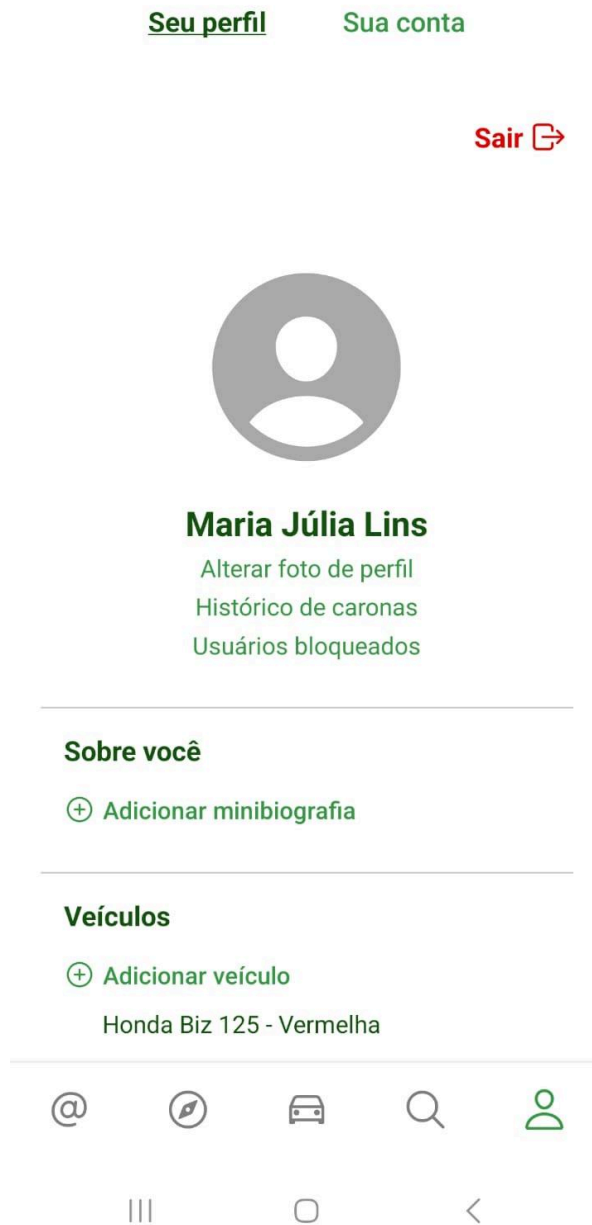 Seu perfil Sua conta
Sair
Maria Júlia Lins
Alterar foto de perfil
Histórico de caronas
Usuários bloqueados
Sobre você
Adicionar minibiografia
Veículos
Adicionar veículo
Honda Biz 125 - Vermelha